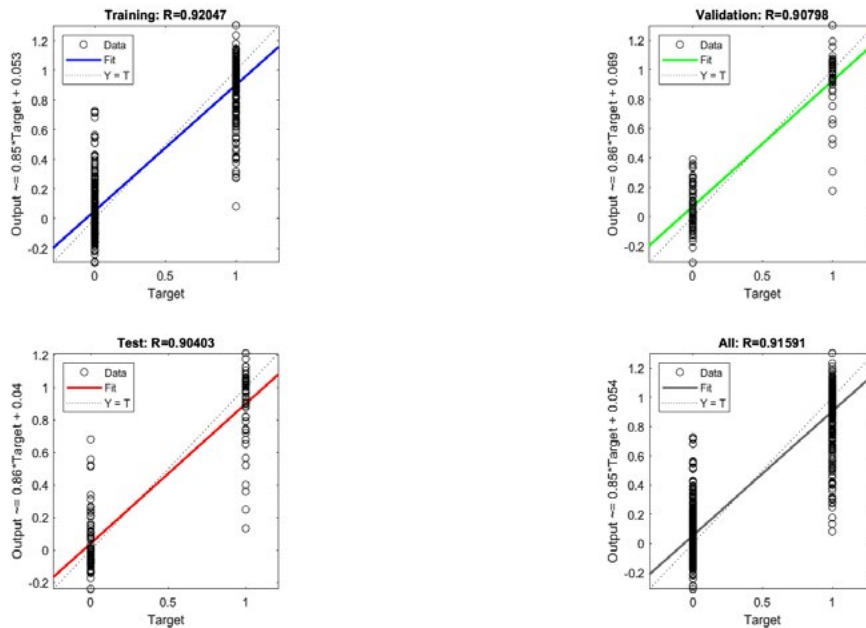 Training: R=0.92047
Output ~= 0.85*Target + 0.053
1.2
1
0.8
0.6
0.4
0.2
0
-0.2
Data
Fit
Y = T
0
0.5
1
Target
Validation: R=0.90798
Output ~= 0.86*Target + 0.069
1.2
1
0.8
0.6
0.4
0.2
0
-0.2
Data
Fit
Y = T
0
0.5
1
Target
Test: R=0.90403
Output ~= 0.86*Target + 0.04
1.2
1
0.8
0.6
0.4
0.2
0
-0.2
Data
Fit
Y = T
0
0.5
1
Target
All: R=0.91591
Output ~= 0.85*Target + 0.054
1.2
1
0.8
0.6
0.4
0.2
0
-0.2
Data
Fit
Y = T
0
0.5
1
Target